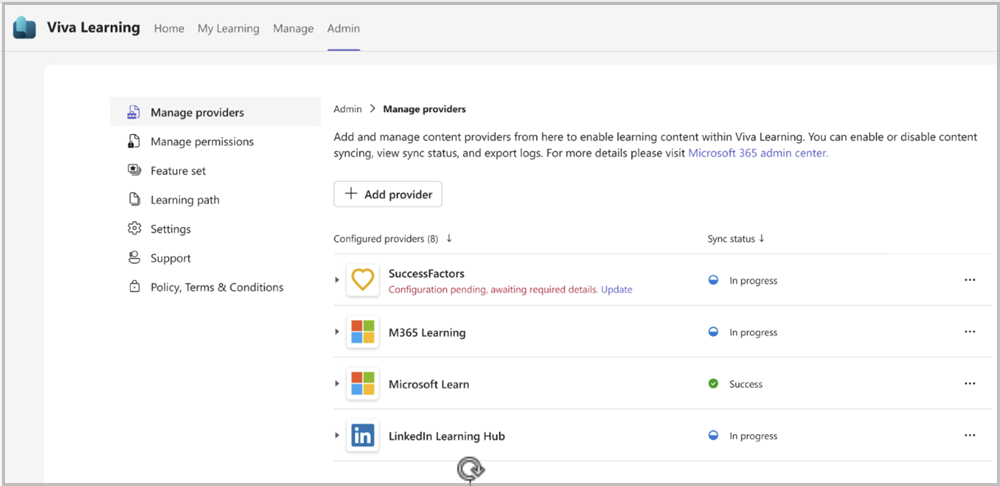 Viva Learning Home My Learning Manage Admin
Manage providers
Manage permissions
Feature set
Learning path
Settings
Support
Policy, Terms & Conditions
Admin > Manage providers
Add and manage content providers from here to enable learning content within Viva Learning. You can enable or disable content
syncing, view sync status, and export logs. For more details please visit Microsoft 365 admin center.
+ Add provider
Configured providers (8) ↓ Sync status ↓
SuccessFactors
Configuration pending, awaiting required details. Update
In progress
M365 Learning In progress
Microsoft Learn Success
in LinkedIn Learning Hub In progress